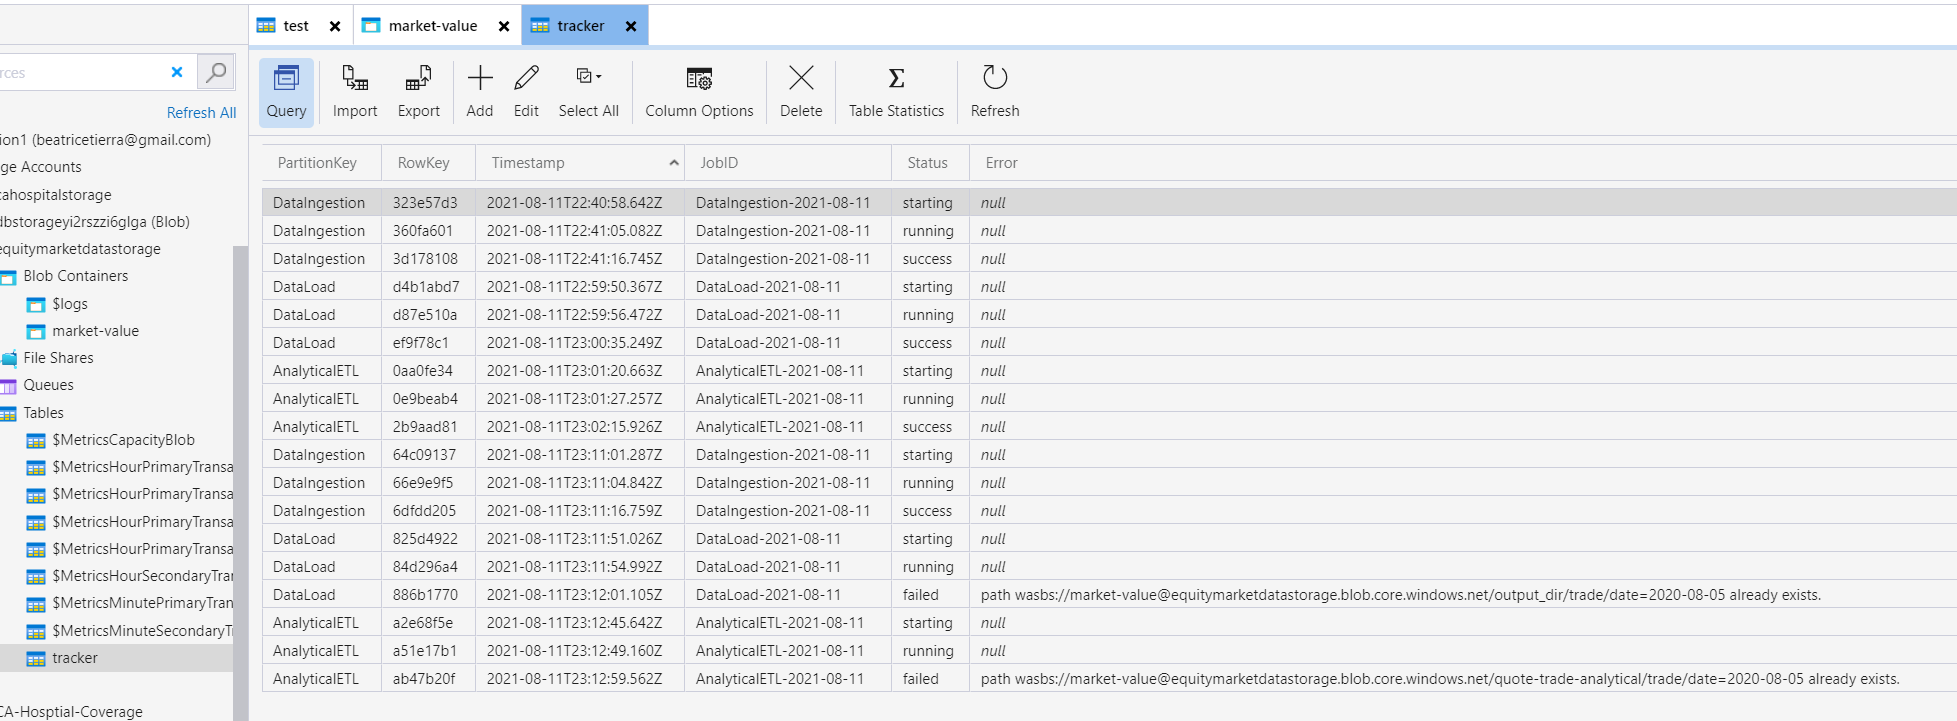 test market-value tracker
rces
Refresh All
Query Import Export Add Edit Select All Column Options Delete Table Statistics Refresh
ion1 (beatricetierra@gmail.com)
ge Accounts
cahospitalstorage
dbstorageyi2rszzi6glga (Blob)
equitymarketdatastorage
Blob Containers
$logs
market-value
File Shares
Queues
Tables
$MetricsCapacityBlob
$MetricsHourPrimaryTransa
$MetricsHourPrimaryTransa
$MetricsHourPrimaryTransa
$MetricsHourPrimaryTransa
$MetricsHourSecondaryTrar
$MetricsMinutePrimaryTran
$MetricsMinuteSecondaryT
tracker
CA-Hosptial-Coverage
PartitionKey RowKey Timestamp JobID Status Error
DataIngestion 323e57d3 2021-08-11T22:40:58.642Z DataIngestion-2021-08-11 starting null
DataIngestion 360fa601 2021-08-11T22:41:05.082Z DataIngestion-2021-08-11 running null
DataIngestion 3d178108 2021-08-11T22:41:16.745Z DataIngestion-2021-08-11 success null
DataLoad d4b1abd7 2021-08-11T22:59:50.367Z DataLoad-2021-08-11 starting null
DataLoad d87e510a 2021-08-11T22:59:56.472Z DataLoad-2021-08-11 running null
DataLoad ef9f78c1 2021-08-11T23:00:35.249Z DataLoad-2021-08-11 success null
AnalyticalETL 0aa0fe34 2021-08-11T23:01:20.663Z AnalyticalETL-2021-08-11 starting null
AnalyticalETL 0e9beab4 2021-08-11T23:01:27.257Z AnalyticalETL-2021-08-11 running null
AnalyticalETL 2b9aad81 2021-08-11T23:02:15.926Z AnalyticalETL-2021-08-11 success null
DataIngestion 64c09137 2021-08-11T23:11:01.287Z DataIngestion-2021-08-11 starting null
DataIngestion 66e9e9f5 2021-08-11T23:11:04.842Z DataIngestion-2021-08-11 running null
DataIngestion 6dfdd205 2021-08-11T23:11:16.759Z DataIngestion-2021-08-11 success null
DataLoad 825d4922 2021-08-11T23:11:51.026Z DataLoad-2021-08-11 starting null
DataLoad 84d296a4 2021-08-11T23:11:54.992Z DataLoad-2021-08-11 running null
DataLoad 886b1770 2021-08-11T23:12:01.105Z DataLoad-2021-08-11 failed path wasbs://market-value@equitymarketdatastorage.blob.core.windows.net/output_dir/trade/date=2020-08-05 already exists.
AnalyticalETL a2e68f5e 2021-08-11T23:12:45.642Z AnalyticalETL-2021-08-11 starting null
AnalyticalETL a51e17b1 2021-08-11T23:12:49.160Z AnalyticalETL-2021-08-11 running null
AnalyticalETL ab47b20f 2021-08-11T23:12:59.562Z AnalyticalETL-2021-08-11 failed path wasbs://market-value@equitymarketdatastorage.blob.core.windows.net/quote-trade-analytical/trade/date=2020-08-05 already exists.